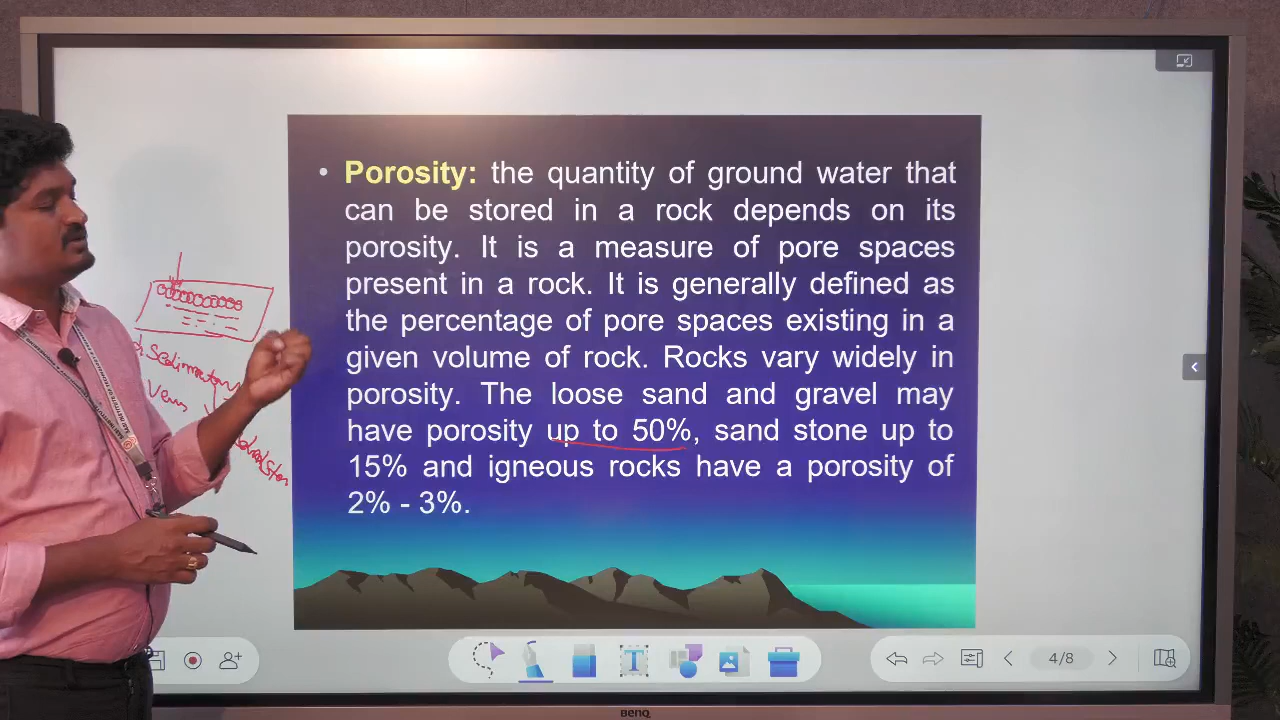 • Porosity: the quantity of ground water that
can be stored in a rock depends on its
porosity. It is a measure of pore spaces
present in a rock. It is generally defined as
the percentage of pore spaces existing in a
given volume of rock. Rocks vary widely in
porosity. The loose sand and gravel may
have porosity up to 50%, sand stone up to
15% and igneous rocks have a porosity of
2% - 3%.
Sedimentary
T
4/8
BenQ